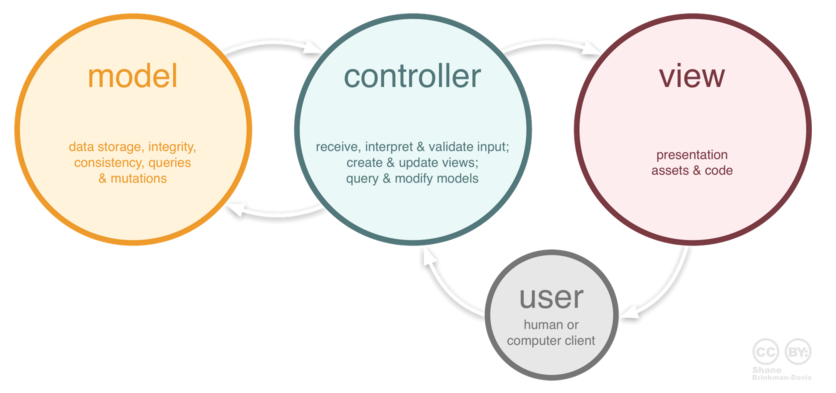 model
data storage, integrity,
consistency, queries
& mutations
controller
receive, interpret & validate input;
create & update views;
query & modify models
view
presentation
assets & code
user
human or
computer client
CC BY:
Shane
Brinkman-Davis